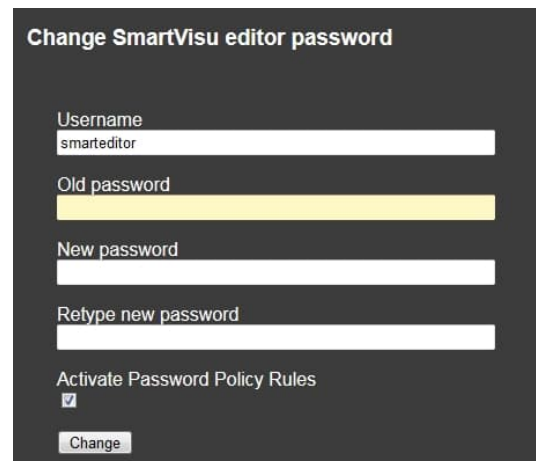 Change SmartVisu editor password
Username
smarteditor
Old password
New password
Retype new password
Activate Password Policy Rules
Change